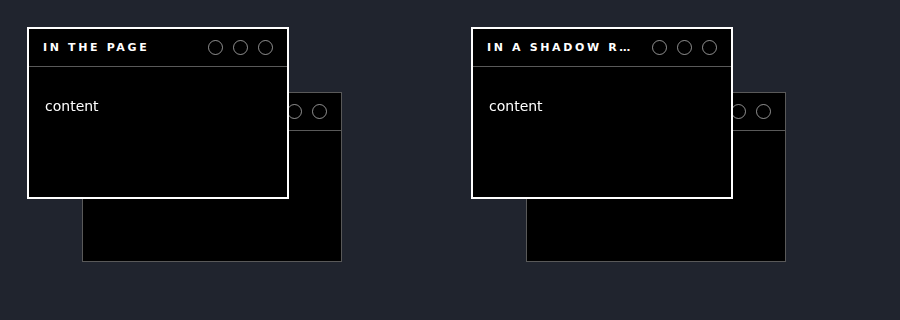 IN THE PAGE
IN A SHADOW R…
content
content